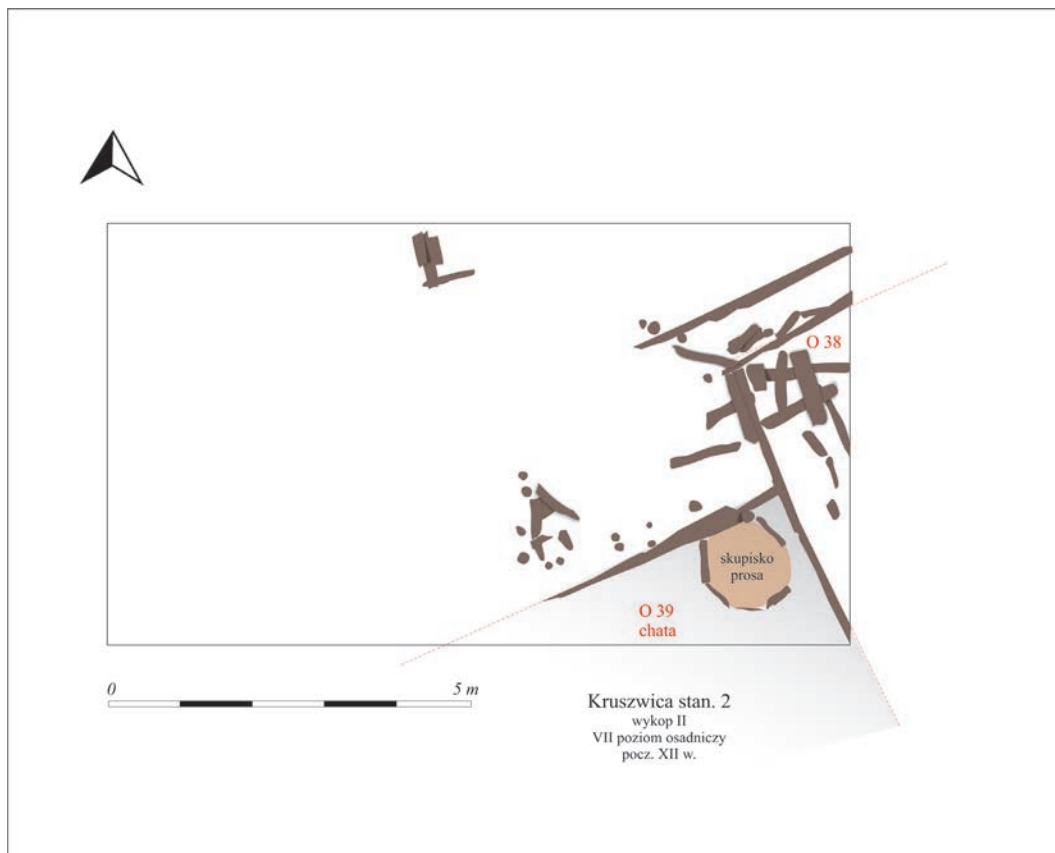 O 38
skupisko
prosa
O 39
chata
0
5 m
Kruszwica stan. 2
wykop II
VII poziom osadniczy
pocz. XII w.